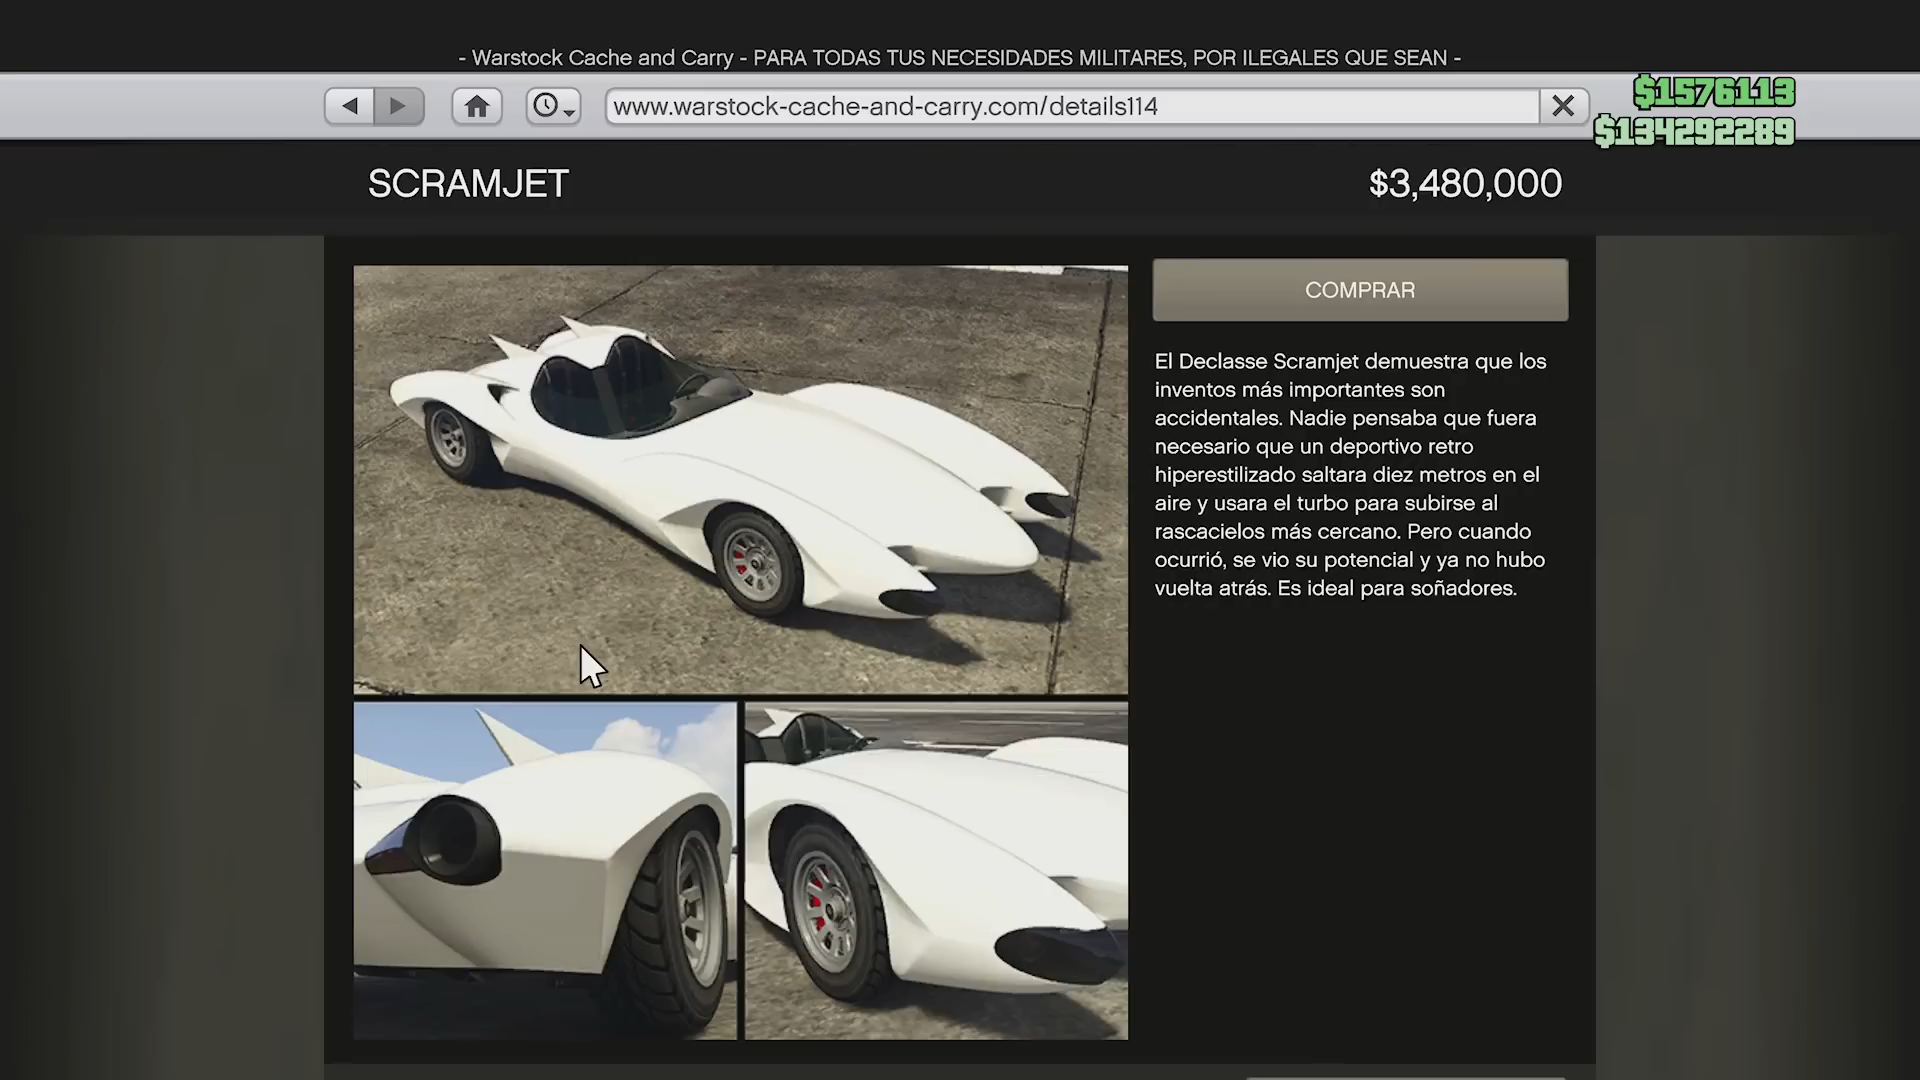 - Warstock Cache and Carry - PARA TODAS TUS NECESIDADES MILITARES, POR ILEGALES QUE SEAN -
www.warstock-cache-and-carry.com/details114
$1576113
$134292289
SCRAMJET
$3,480,000
COMPRAR
El Declasse Scramjet demuestra que los
inventos más importantes son
accidentales. Nadie pensaba que fuera
necesario que un deportivo retro
hiperestilizado saltara diez metros en el
aire y usara el turbo para subirse al
rascacielos más cercano. Pero cuando
ocurrió, se vio su potencial y ya no hubo
vuelta atrás. Es ideal para soñadores.